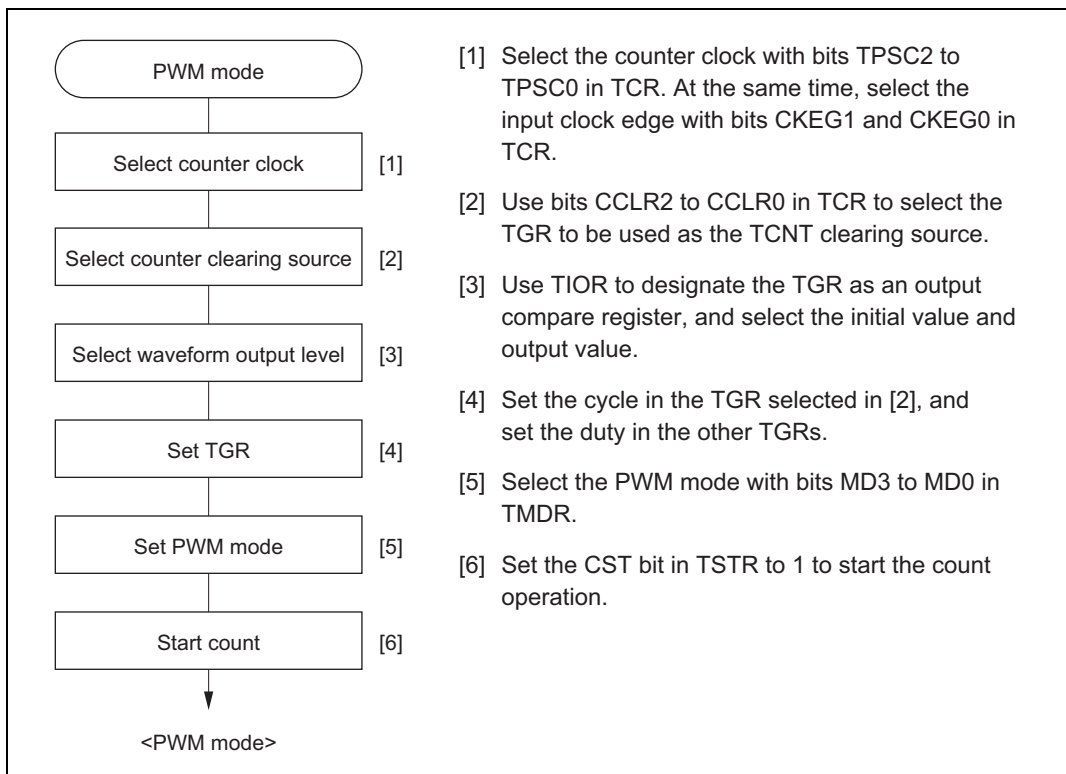 PWM mode
Select counter clock [1]
Select counter clearing source [2]
Select waveform output level [3]
Set TGR [4]
Set PWM mode [5]
Start count [6]
<PWM mode>
[1] Select the counter clock with bits TPSC2 to
TPSC0 in TCR. At the same time, select the
input clock edge with bits CKEG1 and CKEG0 in
TCR.
[2] Use bits CCLR2 to CCLR0 in TCR to select the
TGR to be used as the TCNT clearing source.
[3] Use TIOR to designate the TGR as an output
compare register, and select the initial value and
output value.
[4] Set the cycle in the TGR selected in [2], and
set the duty in the other TGRs.
[5] Select the PWM mode with bits MD3 to MD0 in
TMDR.
[6] Set the CST bit in TSTR to 1 to start the count
operation.